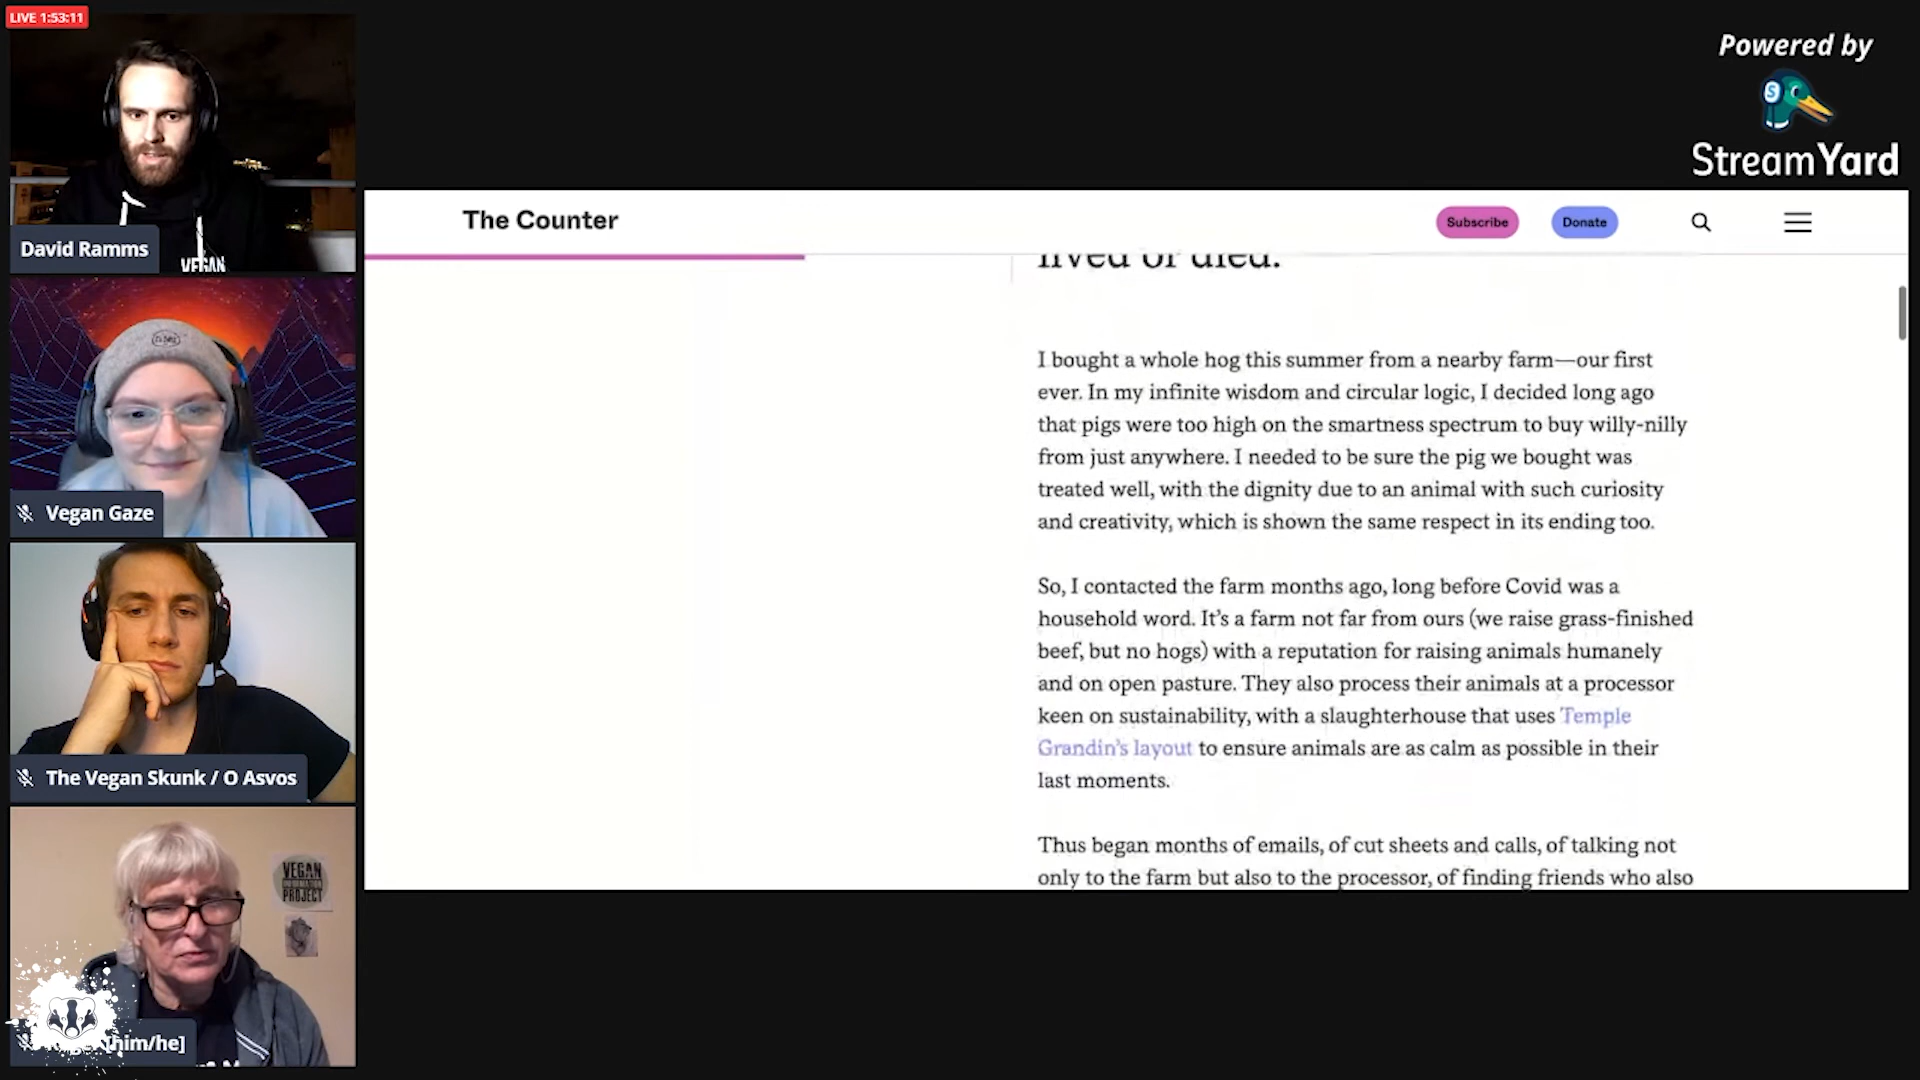 LIVE 1:53:11
Powered by
StreamYard
David Ramms
VEGAN
Vegan Gaze
The Vegan Skunk / O Asvos
VEGAN
INFORMATION
PROJECT
[him/he]
The Counter
Subscribe
Donate
lived or died.
I bought a whole hog this summer from a nearby farm—our first
ever. In my infinite wisdom and circular logic, I decided long ago
that pigs were too high on the smartness spectrum to buy willy-nilly
from just anywhere. I needed to be sure the pig we bought was
treated well, with the dignity due to an animal with such curiosity
and creativity, which is shown the same respect in its ending too.
So, I contacted the farm months ago, long before Covid was a
household word. It’s a farm not far from ours (we raise grass-finished
beef, but no hogs) with a reputation for raising animals humanely
and on open pasture. They also process their animals at a processor
keen on sustainability, with a slaughterhouse that uses Temple
Grandin’s layout to ensure animals are as calm as possible in their
last moments.
Thus began months of emails, of cut sheets and calls, of talking not
only to the farm but also to the processor, of finding friends who also